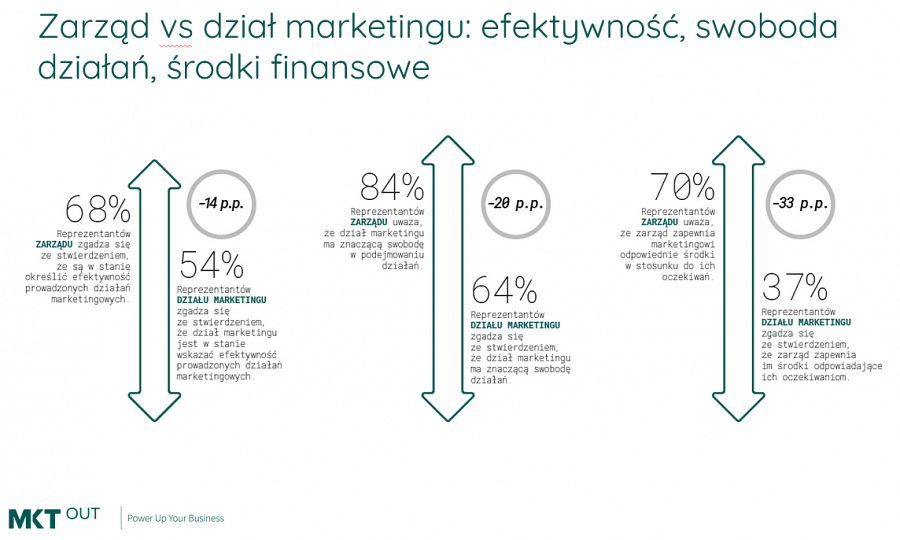 Zarząd vs dział marketingu: efektywność, swoboda
działań, środki finansowe
68%
Reprezentantów
ZARZĄDU zgadza się
ze stwierdzeniem,
że są w stanie
określić efektywność
prowadzonych działań
marketingowych.
-14 p.p.
54%
Reprezentantów
DZIAŁU MARKETINGU
zgadza się
ze stwierdzeniem,
że dział marketingu
jest w stanie
wskazać efektywność
prowadzonych działań
marketingowych.
84%
Reprezentantów
ZARZĄDU uważa,
że dział marketingu
ma znaczącą swobodę
w podejmowaniu
działań.
-20 p.p.
64%
Reprezentantów
DZIAŁU MARKETINGU
zgadza się
ze stwierdzeniem,
że dział marketingu
ma znaczącą swobodę
działań.
70%
Reprezentantów
ZARZĄDU uważa,
że zarząd zapewnia
marketingowi
odpowiednie środki
w stosunku do ich
oczekiwań.
-33 p.p.
37%
Reprezentantów
DZIAŁU MARKETINGU
zgadza się
ze stwierdzeniem,
że zarząd zapewnia
im środki odpowiadające
ich oczekiwaniom.
MKT OUT
Power Up Your Business